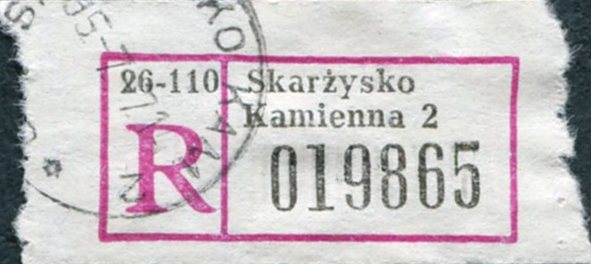 26-110
R
Skarżysko
Kamienna 2
019865